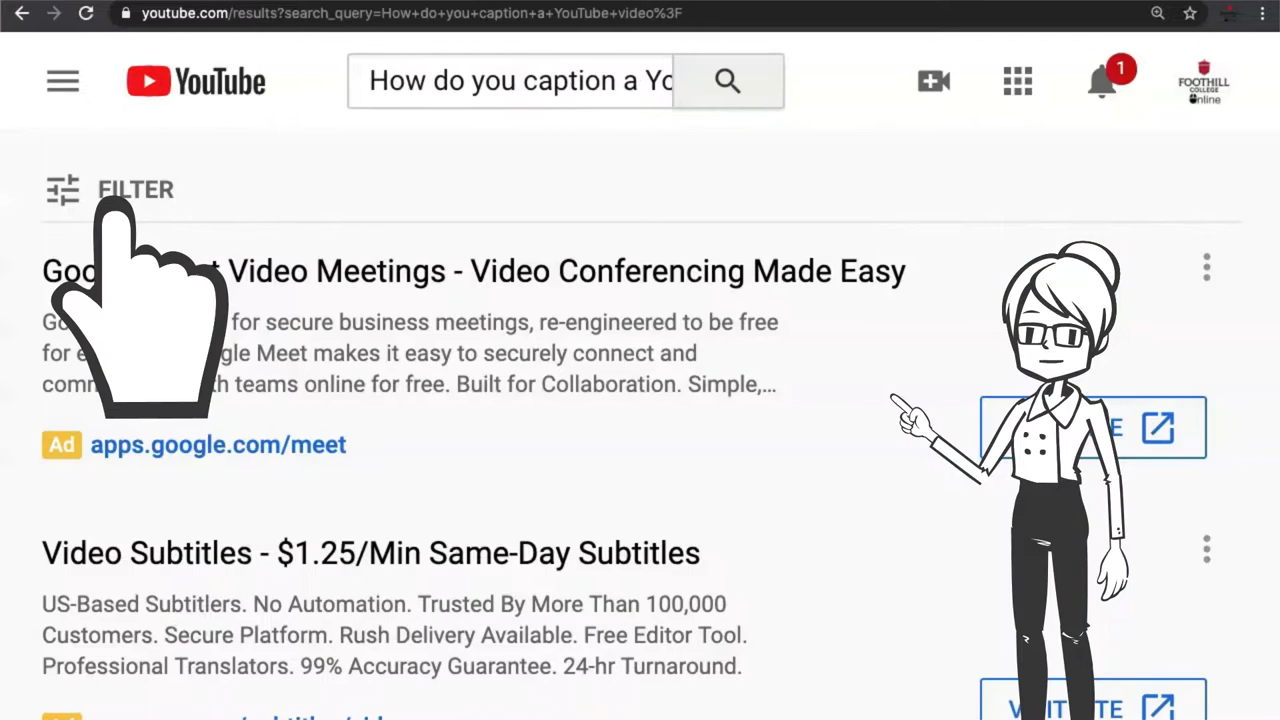 youtube.com/results?search_query=How+do+you+caption+a+YouTube+video%3F
YouTube
How do you caption a Yo
1
FOOTHILL
COLLEGE
Online
FILTER
Video Meetings - Video Conferencing Made Easy
for secure business meetings, re-engineered to be free
for Meet makes it easy to securely connect and
teams online for free. Built for Collaboration. Simple,...
Ad apps.google.com/meet
Video Subtitles - $1.25/Min Same-Day Subtitles
US-Based Subtitlers. No Automation. Trusted By More Than 100,000
Customers. Secure Platform. Rush Delivery Available. Free Editor Tool.
Professional Translators. 99% Accuracy Guarantee. 24-hr Turnaround.